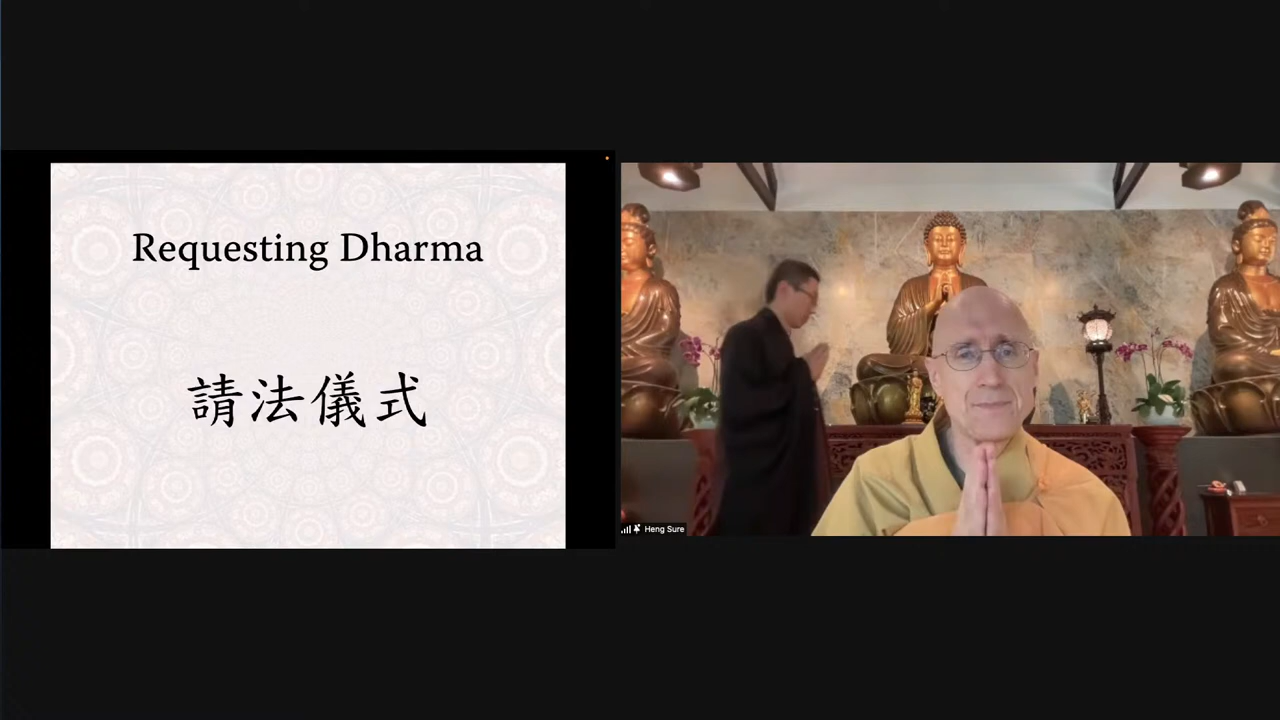 Requesting Dharma
請法儀式
Heng Sure